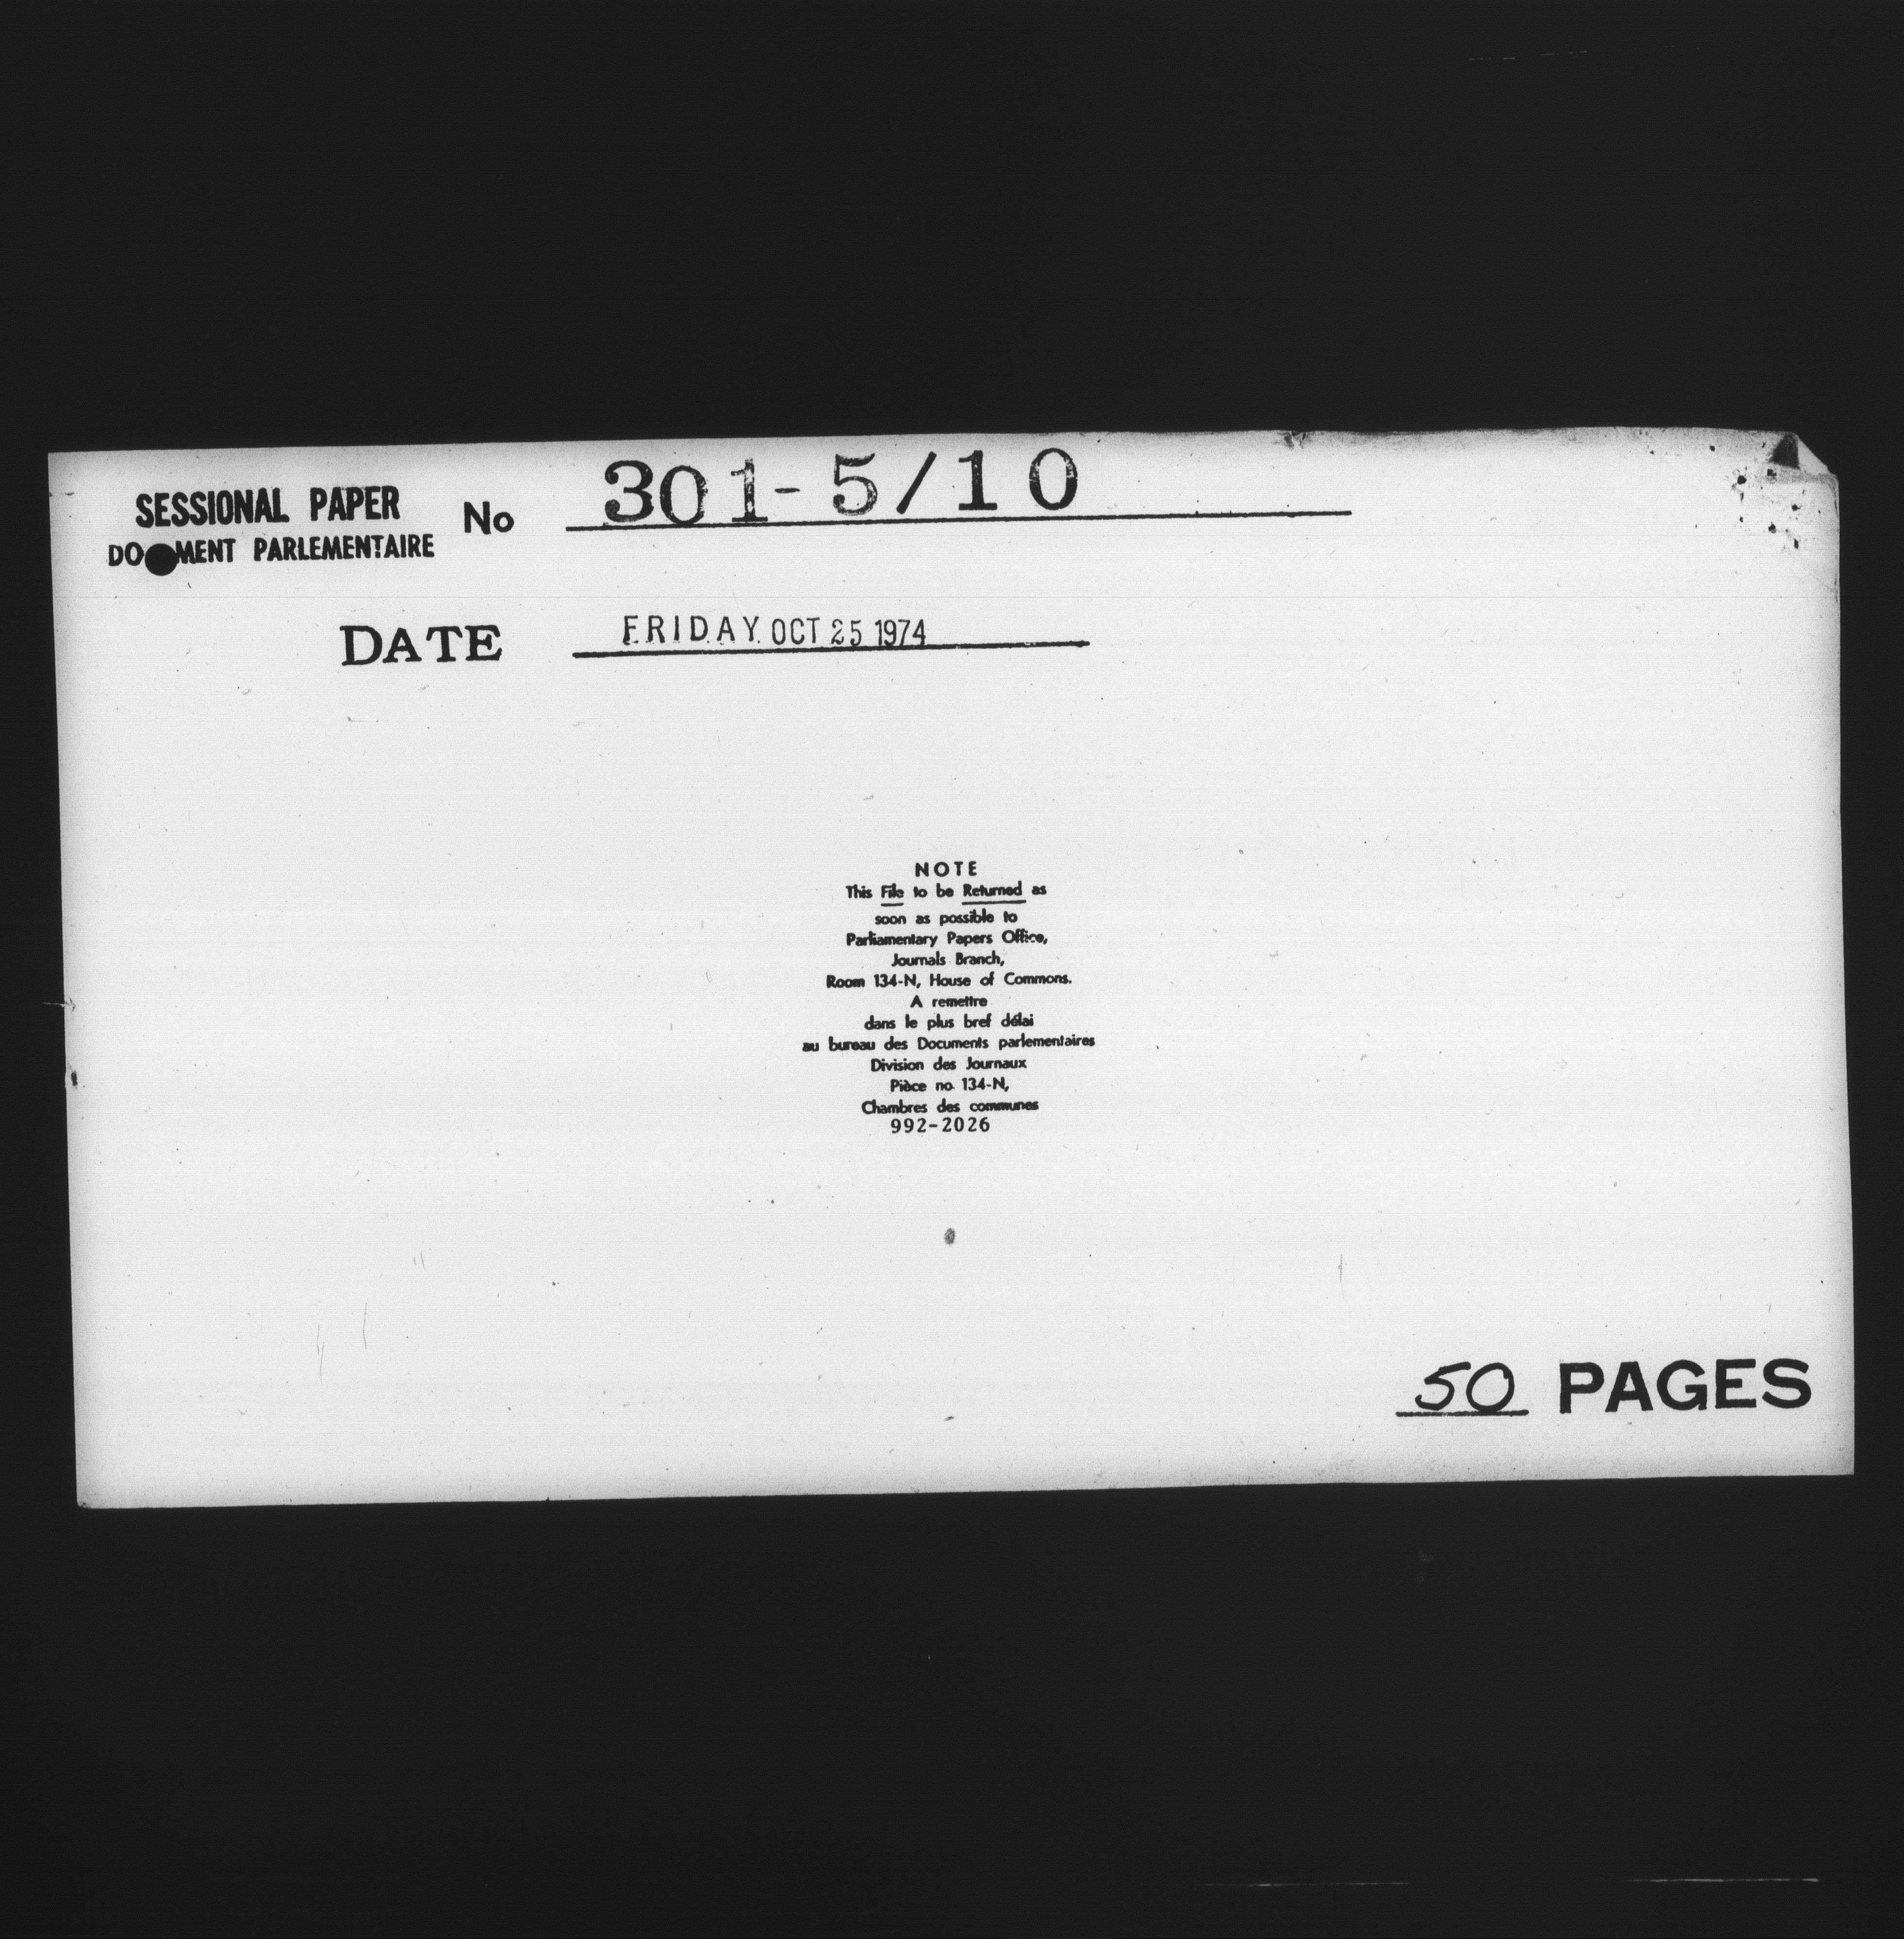 SESSIONAL PAPER No 301-5/10
DO MENT PARLEMENTAIRE
DATE FRIDAY OCT 25 1974
NOTE
This File to be Returned as
soon as possible to
Parliamentary Papers Office,
Journals Branch,
Room 134-N, House of Commons.
A remettre
dans le plus bref délai
au bureau des Documents parlementaires
Division des Journaux
Pièce no 134-N,
Chambres des communes
992-2026
50 PAGES